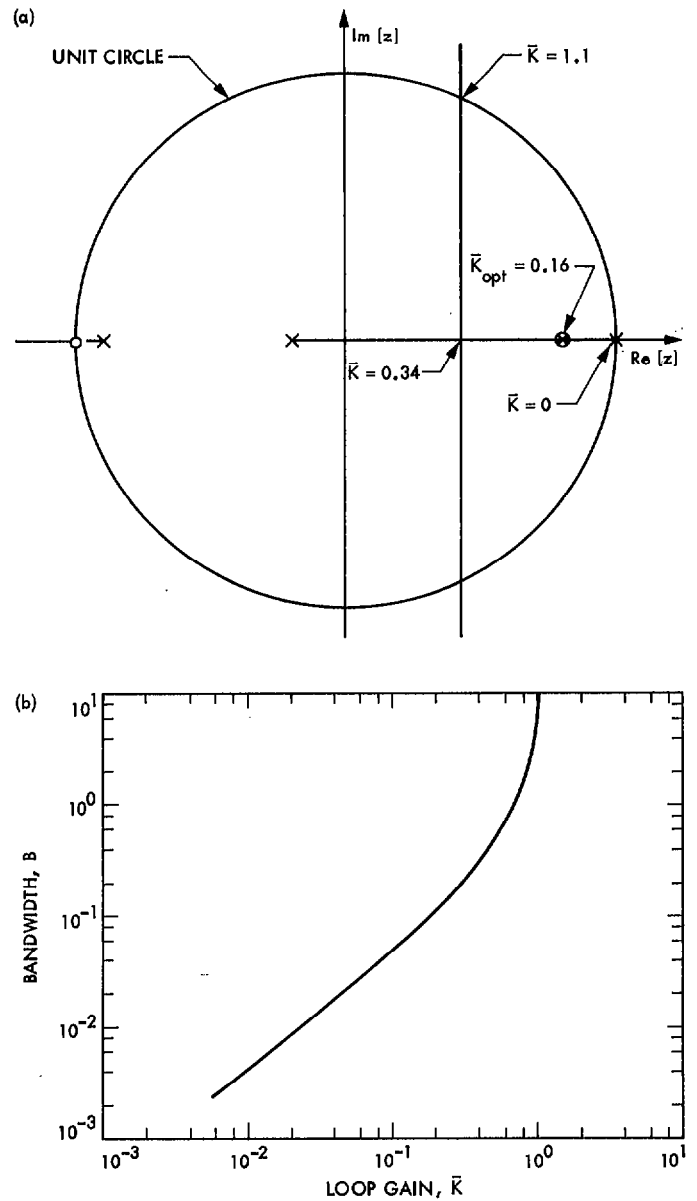 (a)
Im [z]
UNIT CIRCLE
K̄ = 1.1
K̄opt = 0.16
Re [z]
K̄ = 0.34
K̄ = 0
(b)
10¹
10⁰
10⁻¹
10⁻²
10⁻³
BANDWIDTH, B
10⁻³
10⁻²
10⁻¹
10⁰
10¹
LOOP GAIN, K̄